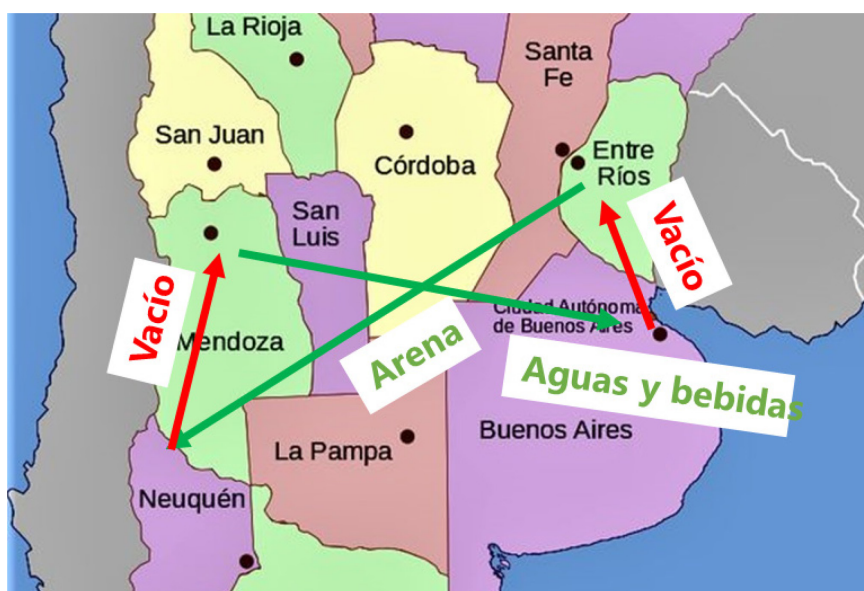 La Rioja
Santa
Fe
San Juan
Córdoba
Entre
Ríos
San
Luis
Vacío
Vacío
Mendoza
Arena
Ciudad Autónoma
de Buenos Aires
Aguas y bebidas
Buenos Aires
La Pampa
Neuquén